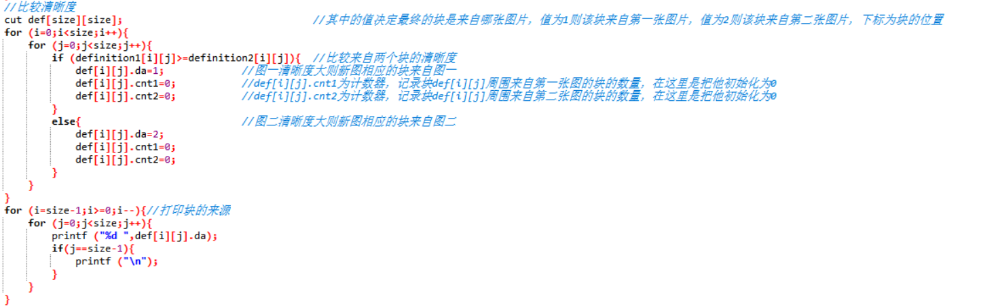 //比较清晰度
cut def[size][size];                                //其中的值决定最终的块是来自哪张图片，值为1则该块来自第一张图片，值为2则该块来自第二张图片，下标为块的位置
for (i=0;i<size;i++){
    for (j=0;j<size;j++){
        if (definition1[i][j]>=definition2[i][j]){  //比较来自两个块的清晰度
            def[i][j].da=1;             //图一清晰度大则新图相应的块来自图一
            def[i][j].cnt1=0;           //def[i][j].cnt1为计数器，记录块def[i][j]周围来自第一张图的块的数量，在这里是把他初始化为0
            def[i][j].cnt2=0;           //def[i][j].cnt2为计数器，记录块def[i][j]周围来自第二张图的块的数量，在这里是把他初始化为0
        }
        else{                           //图二清晰度大则新图相应的块来自图二
            def[i][j].da=2;
            def[i][j].cnt1=0;
            def[i][j].cnt2=0;
        }
    }
}
for (i=size-1;i>=0;i--){//打印块的来源
    for (j=0;j<size;j++){
        printf ("%d ",def[i][j].da);
        if(j==size-1){
            printf ("\n");
        }
    }
}